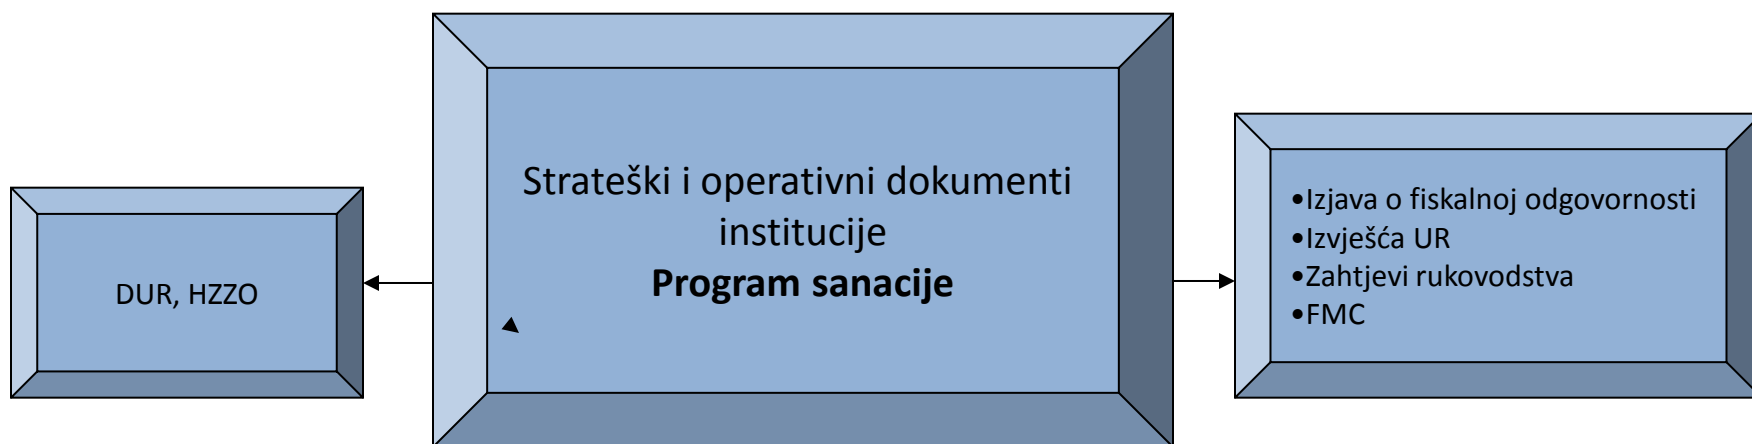 DUR, HZZO
Strateški i operativni dokumenti
institucije
Program sanacije
•Izjava o fiskalnoj odgovornosti
•Izvješća UR
•Zahtjevi rukovodstva
•FMC